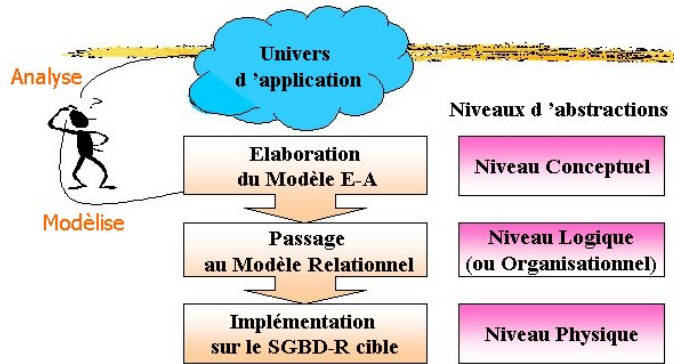 Univers
d ’application
Analyse
Niveaux d ’abstractions
Elaboration
du Modèle E-A
Niveau Conceptuel
Modèlise
Passage
au Modèle Relationnel
Niveau Logique
(ou Organisationnel)
Implémentation
sur le SGBD-R cible
Niveau Physique